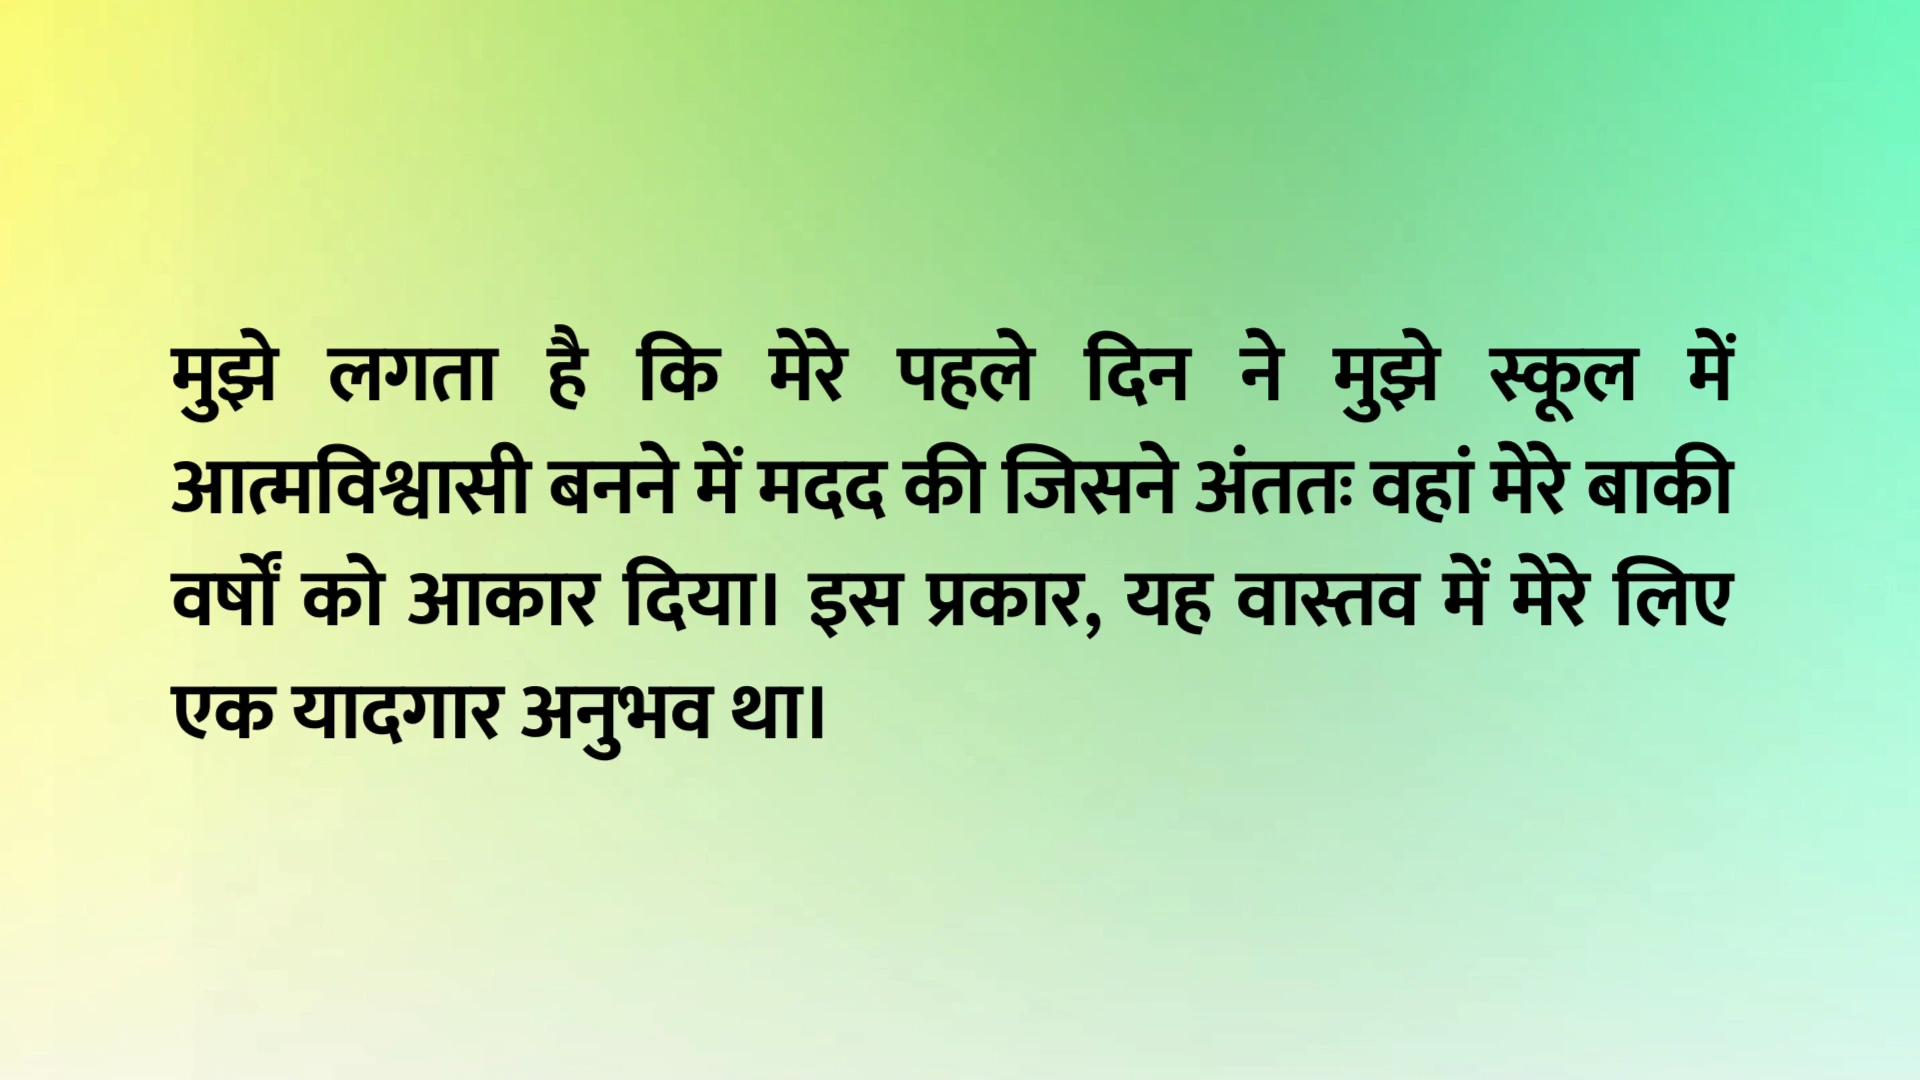 मुझे लगता है कि मेरे पहले दिन ने मुझे स्कूल में
आत्मविश्वासी बनने में मदद की जिसने अंततः वहां मेरे बाकी
वर्षों को आकार दिया। इस प्रकार, यह वास्तव में मेरे लिए
एक यादगार अनुभव था।